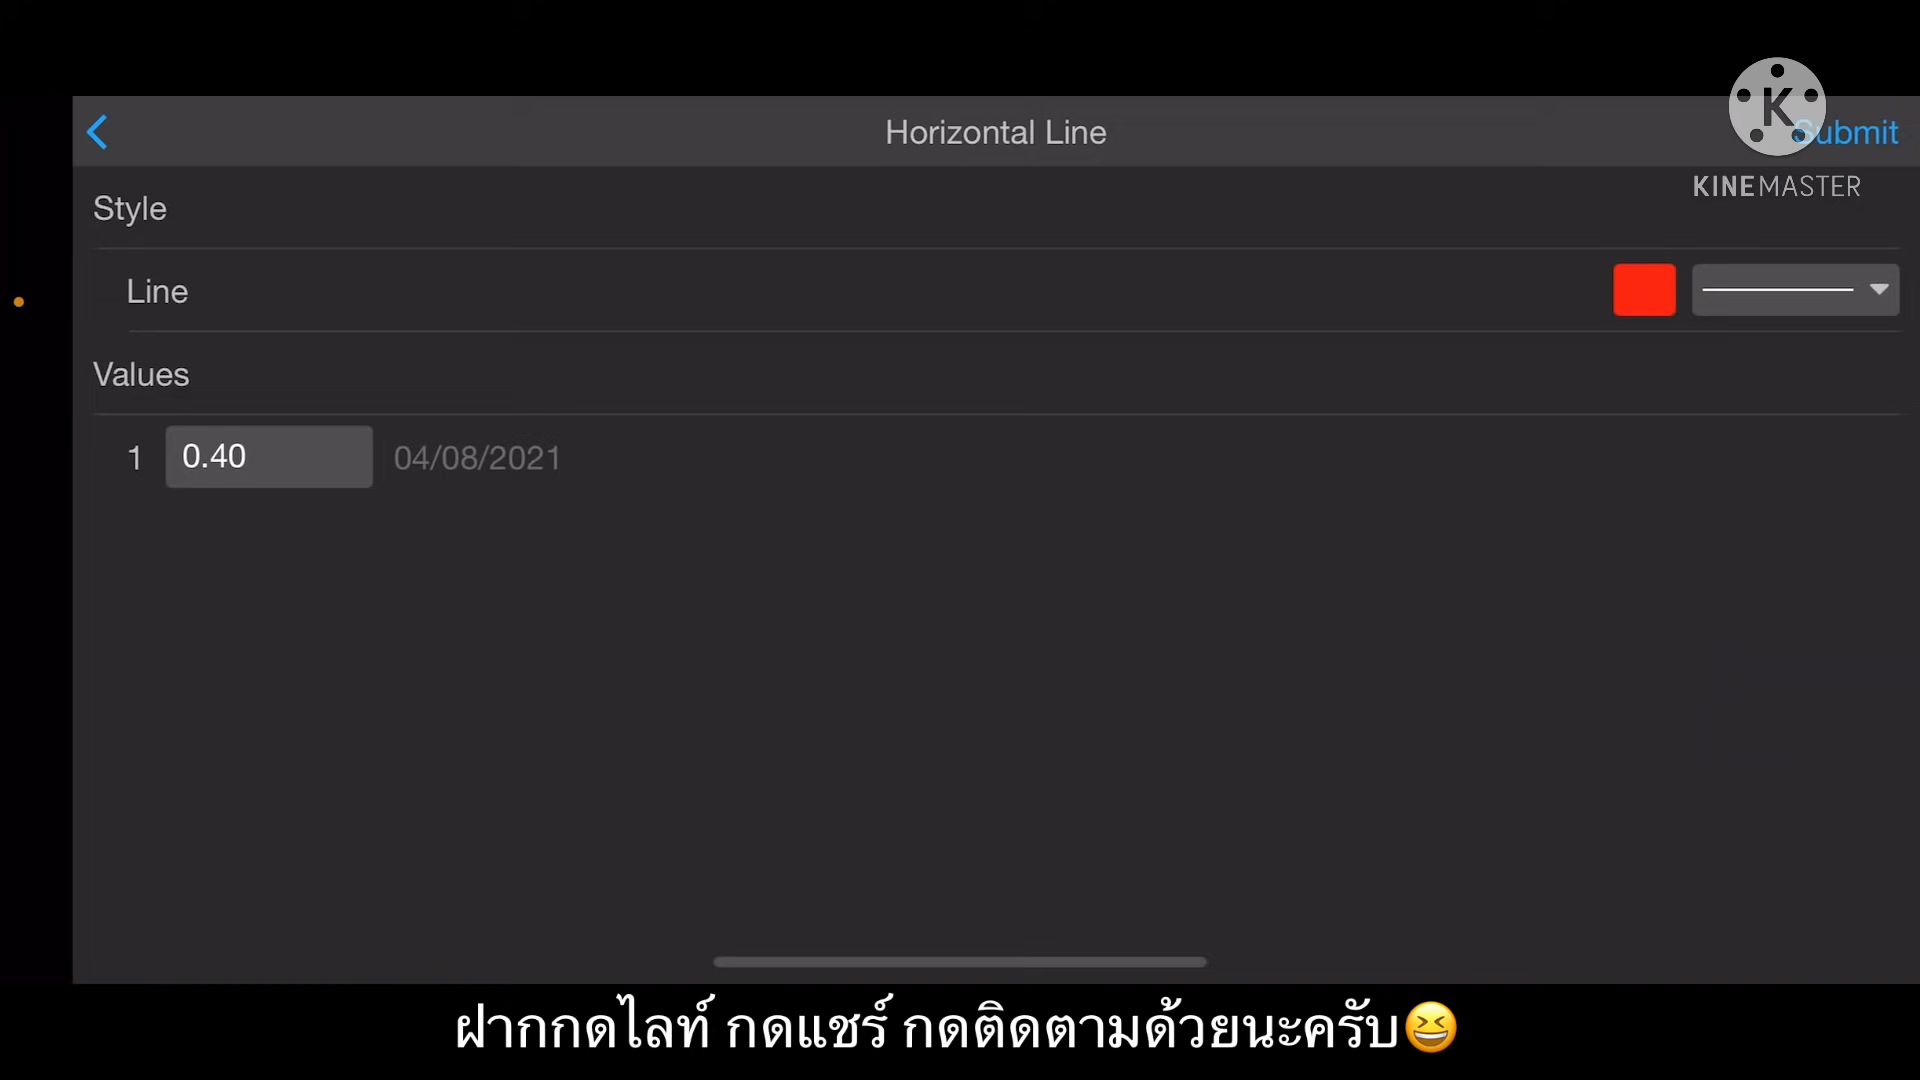 Horizontal Line
Submit
K
KINEMASTER
Style
Line
Values
1 0.40 04/08/2021
ฝากกดไลท์ กดแชร์ กดติดตามด้วยนะครับ😆